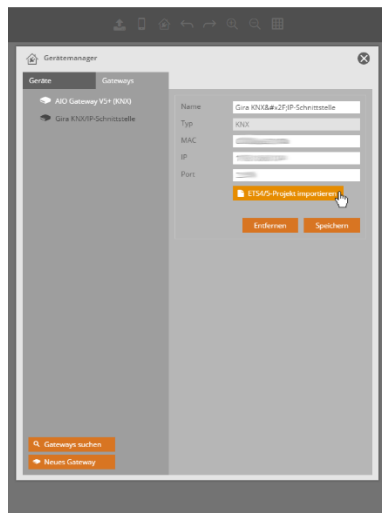 Gerätemanager
Geräte Gateways
AIO Gateway V5+ (KNX)
Gira KNX/IP-Schnittstelle
Name Gira KNX&#x2F;IP-Schnittstelle
Typ KNX
MAC
IP
Port
ETS4/5-Projekt importieren
Entfernen Speichern
Gateways suchen
Neues Gateway